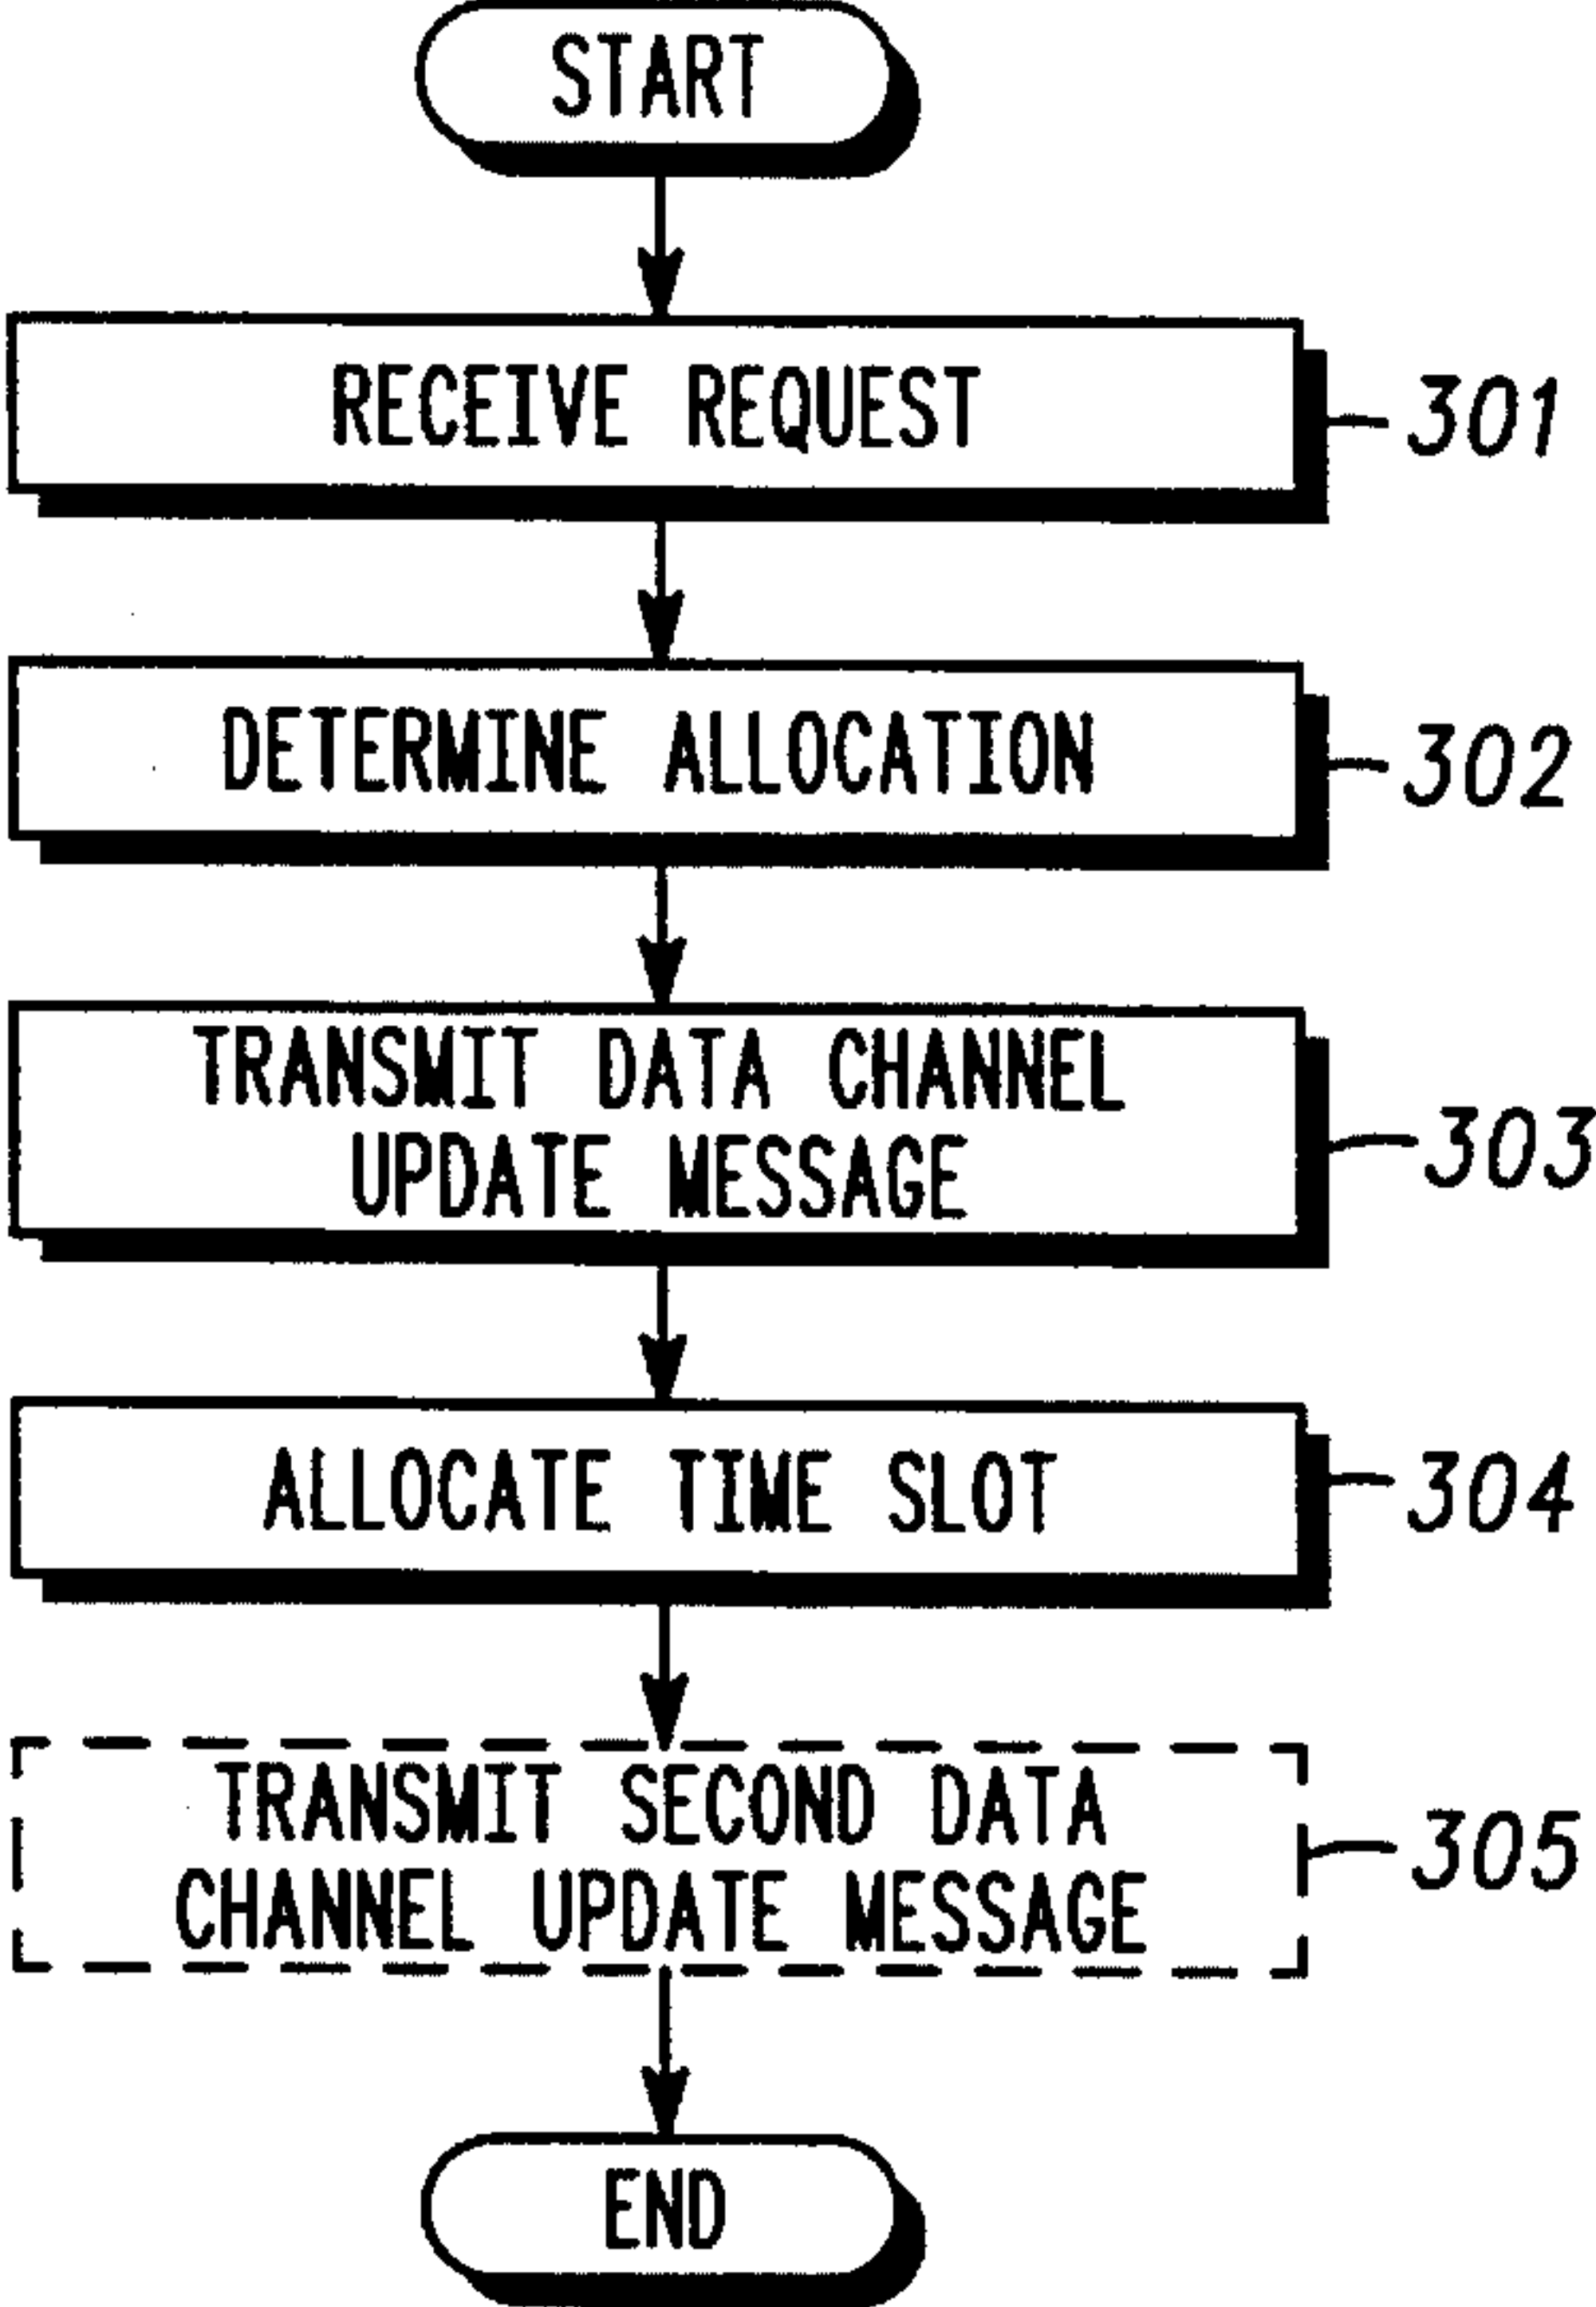 START
RECEIVE REQUEST
301
DETERMINE ALLOCATION
302
TRANSMIT DATA CHANNEL
UPDATE MESSAGE
303
ALLOCATE TIME SLOT
304
TRANSMIT SECOND DATA
CHANNEL UPDATE MESSAGE
305
END